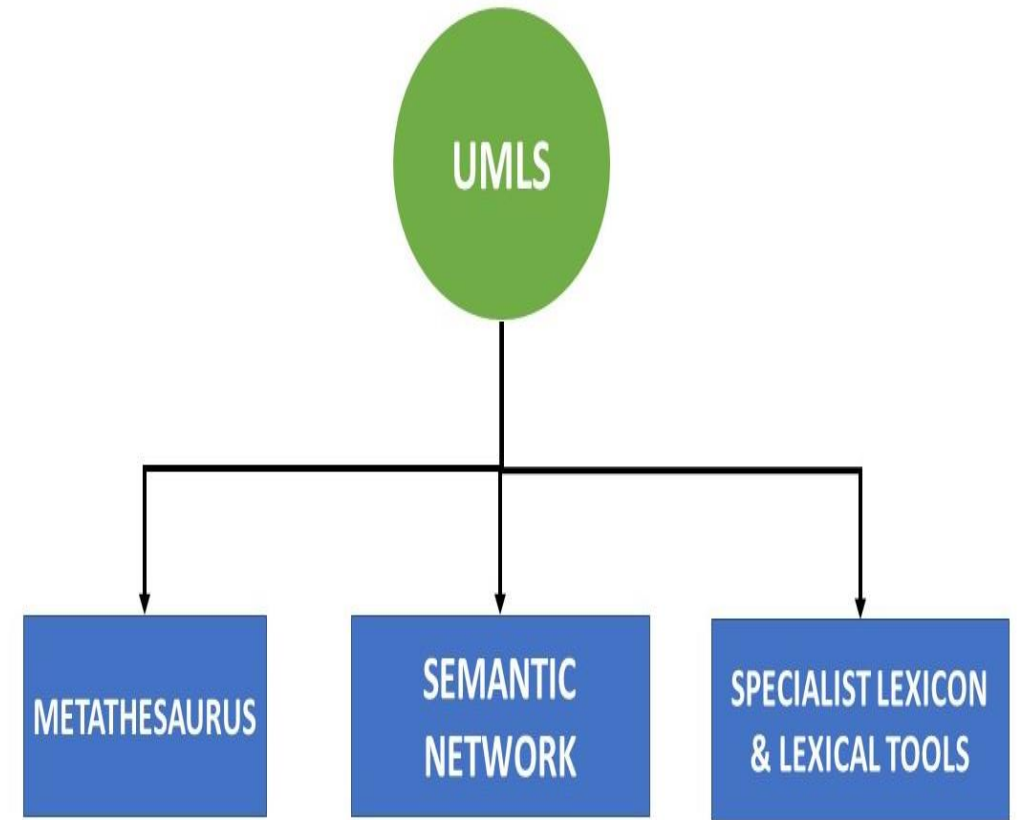 UMLS
METATHESAURUS
SEMANTIC
NETWORK
SPECIALIST LEXICON
& LEXICAL TOOLS